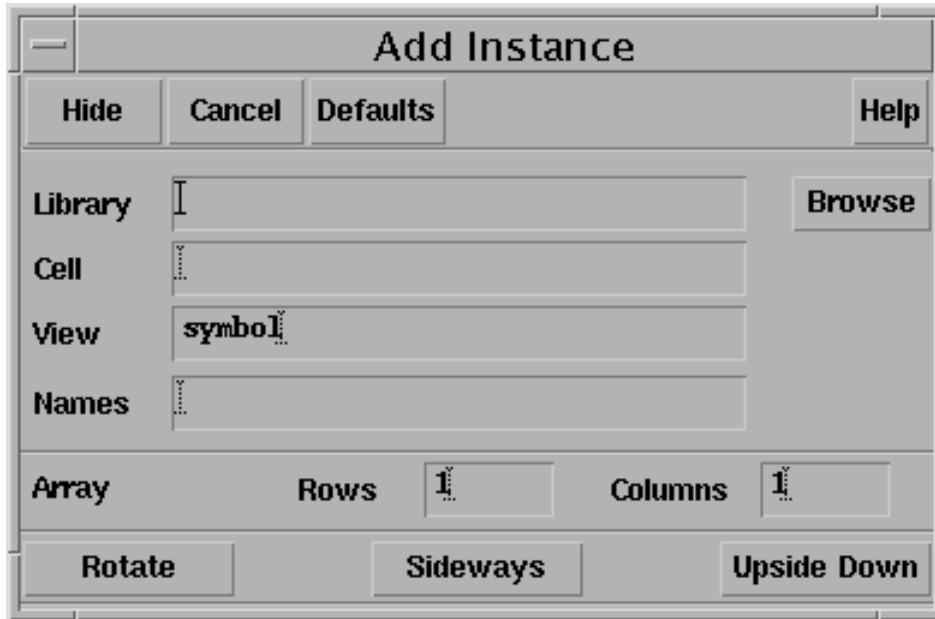 Add Instance
Hide Cancel Defaults Help
Library Browse
Cell
View symbol
Names
Array Rows 1 Columns 1
Rotate Sideways Upside Down